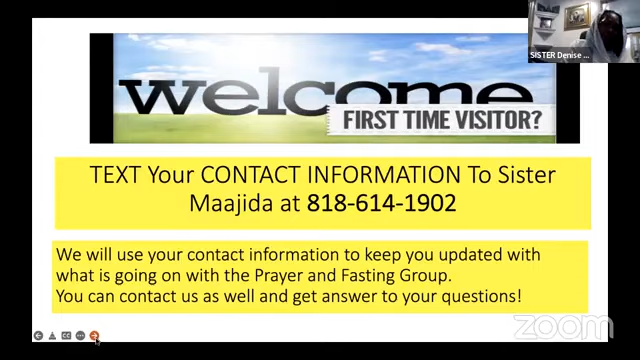 SISTER Denise ...
welcome
FIRST TIME VISITOR?
TEXT Your CONTACT INFORMATION To Sister
Maajida at 818-614-1902
We will use your contact information to keep you updated with
what is going on with the Prayer and Fasting Group.
You can contact us as well and get answer to your questions!
CC
zoom